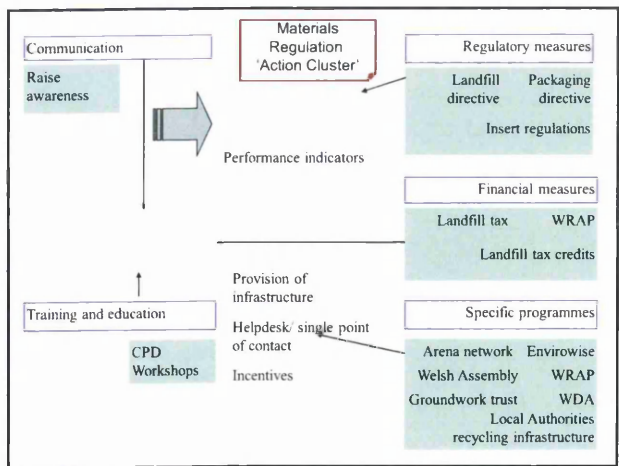 Materials
Regulation
'Action Cluster'
Communication
Raise
awareness
Performance indicators
Regulatory measures
Landfill directive
Packaging directive
Insert regulations
Financial measures
Landfill tax WRAP
Landfill tax credits
Training and education
CPD
Workshops
Provision of
infrastructure
Helpdesk/ single point
of contact
Incentives
Specific programmes
Arena network Envirowise
Welsh Assembly WRAP
Groundwork trust WDA
Local Authorities
recycling infrastructure